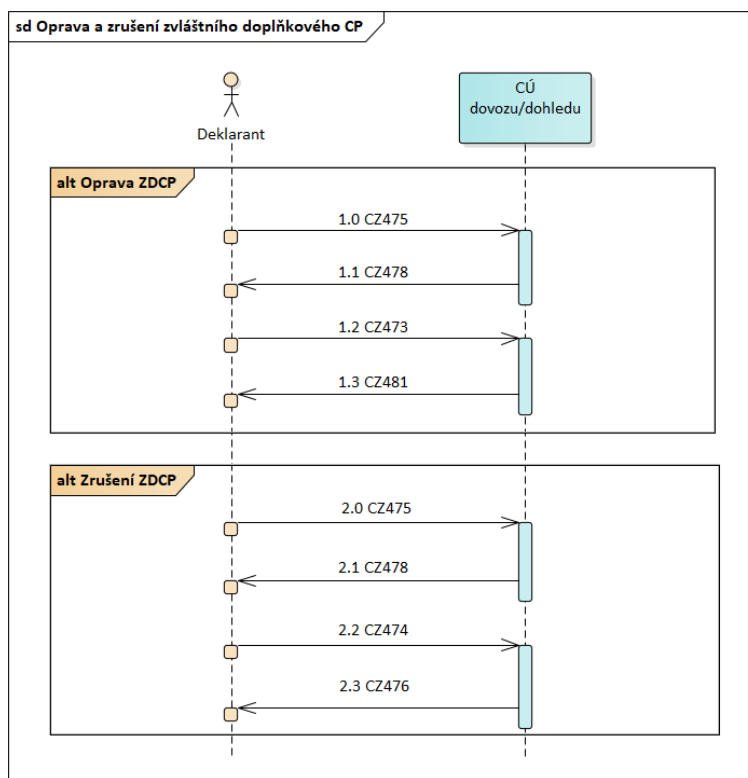 sd Oprava a zrušení zvláštního doplňkového CP
CÚ
dovozu/dohledu
Deklarant
alt Oprava ZDCP
1.0 CZ475
1.1 CZ478
1.2 CZ473
1.3 CZ481
alt Zrušení ZDCP
2.0 CZ475
2.1 CZ478
2.2 CZ474
2.3 CZ476